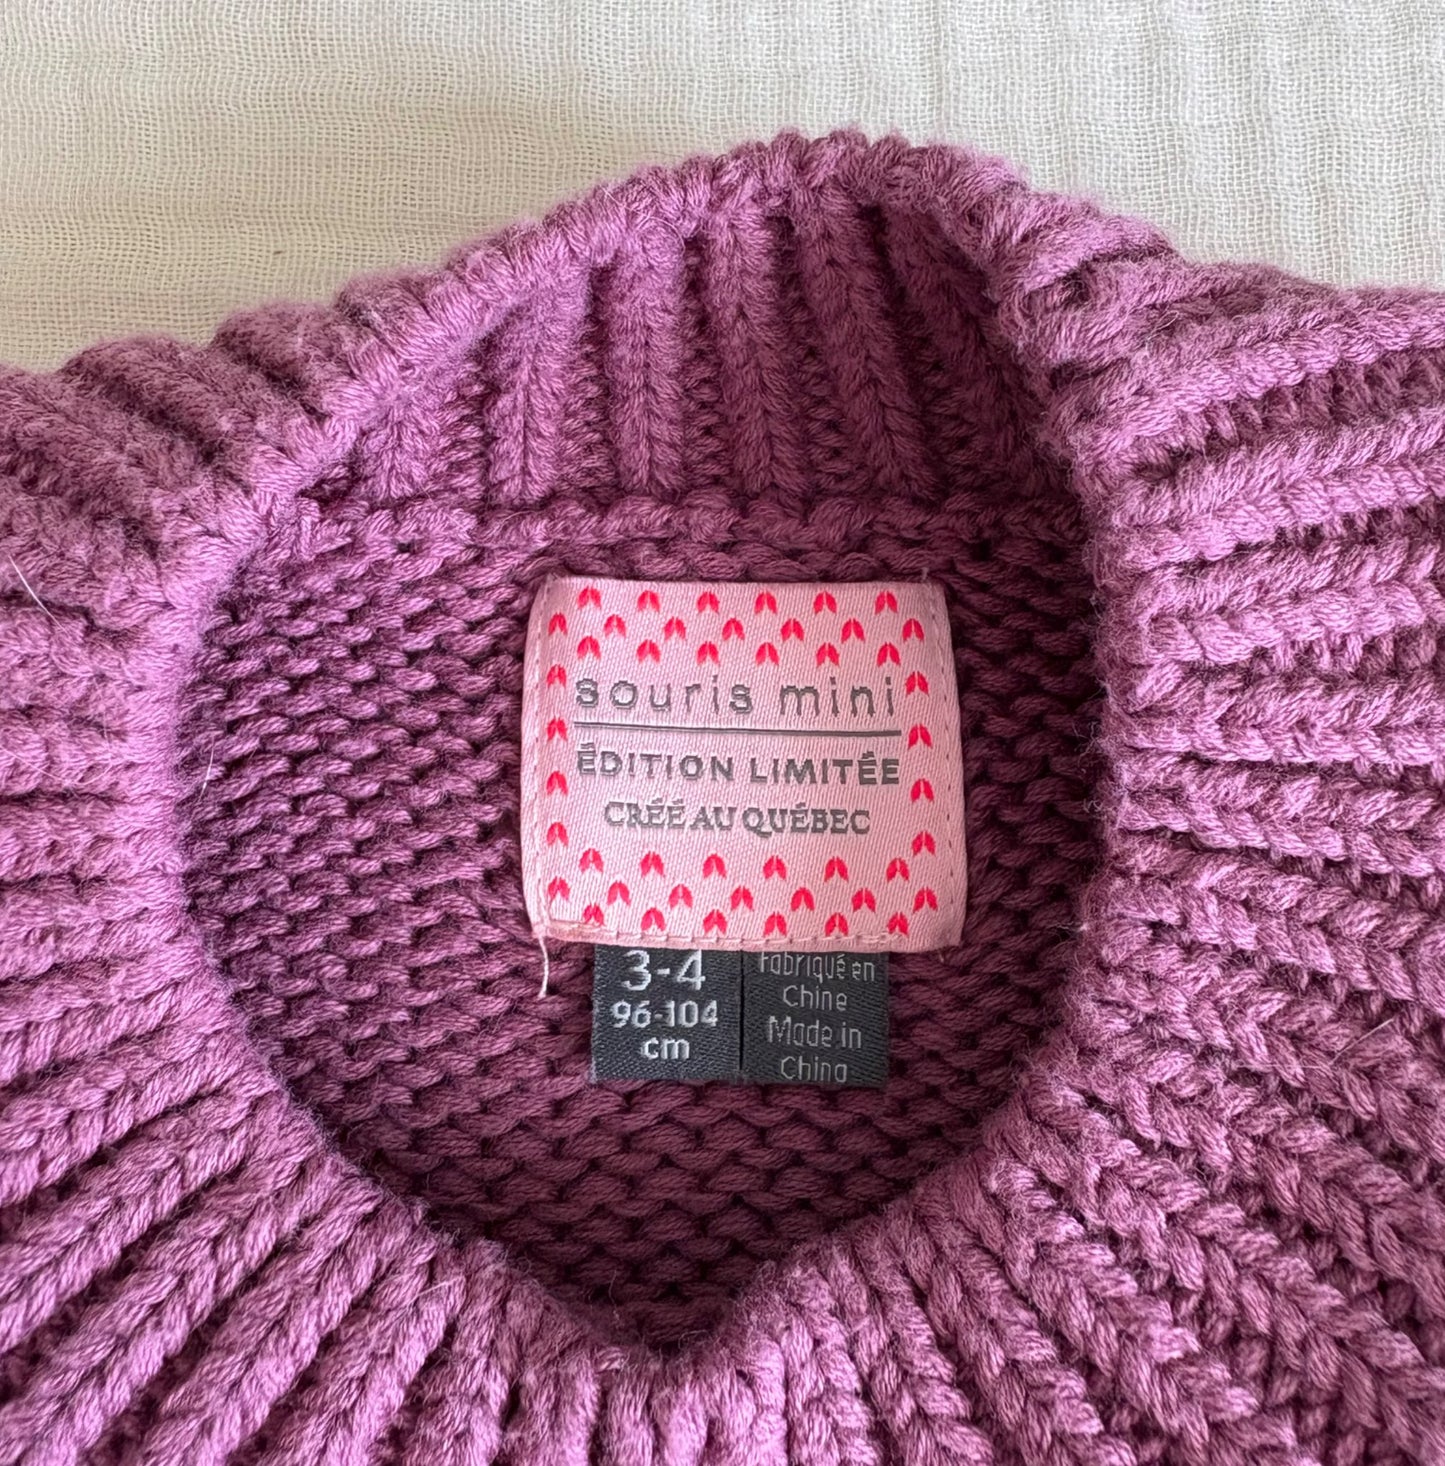 souris mini
ÉDITION LIMITÉE
CRÉÉ AU QUÉBEC
3-4
96-104
cm
Fabriqué en
Chine
Made in
China